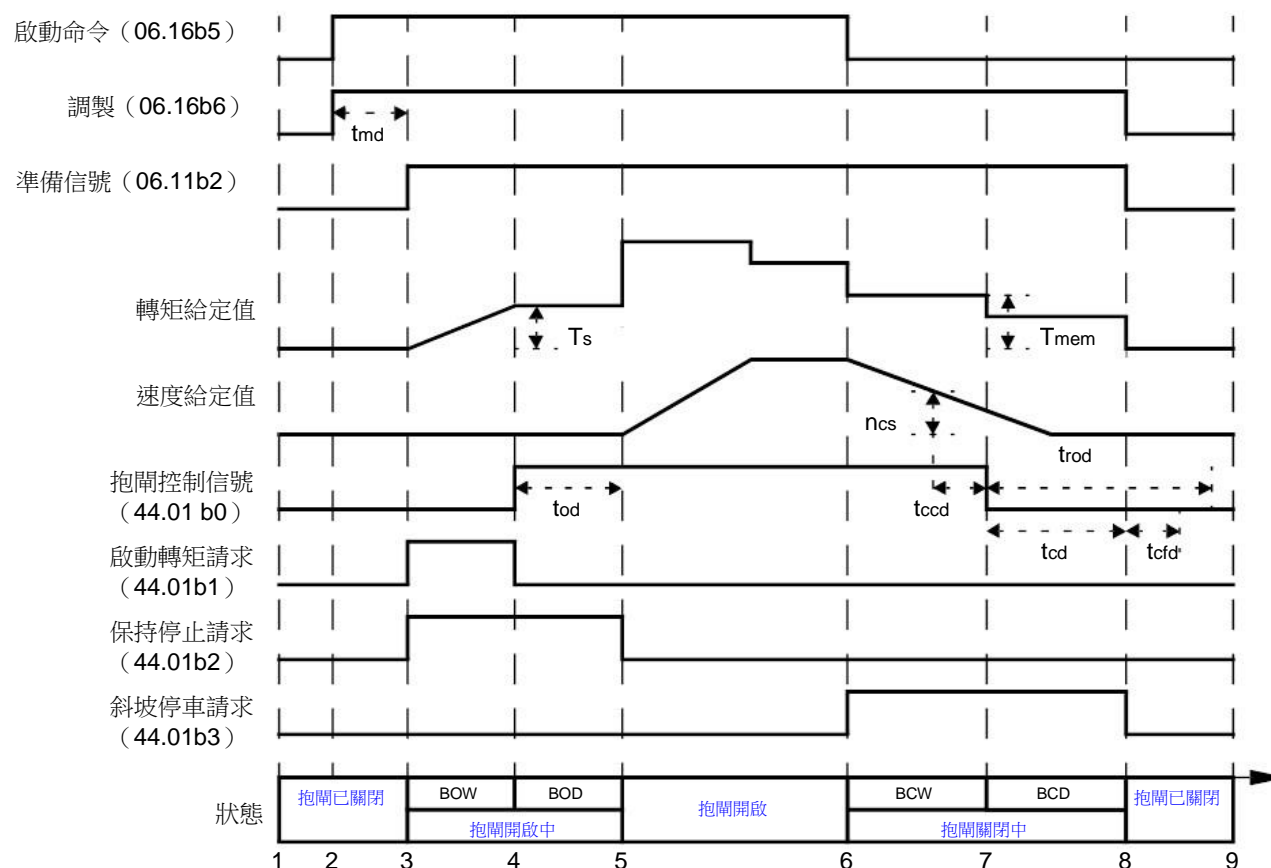 啟動命令（06.16b5）
調製（06.16b6）
tmd
準備信號（06.11b2）
轉矩給定值
Ts
Tmem
速度給定值
ncs
trod
抱閘控制信號
（44.01 b0）
tod
tccd
tcd
tcfd
啟動轉矩請求
（44.01b1）
保持停止請求
（44.01b2）
斜坡停車請求
（44.01b3）
狀態
抱閘已關閉
BOW
BOD
抱閘開啟中
抱閘開啟
BCW
BCD
抱閘關閉中
抱閘已關閉
1 2 3 4 5 6 7 8 9